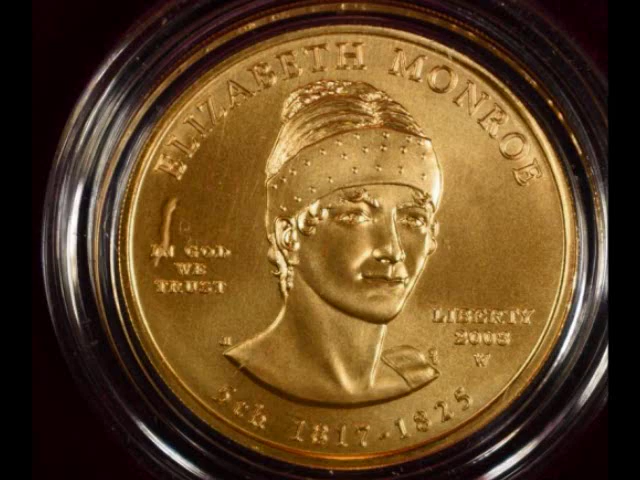 ELIZABETH MONROE
IN GOD
WE
TRUST
LIBERTY
2008
W
5th 1817-1825